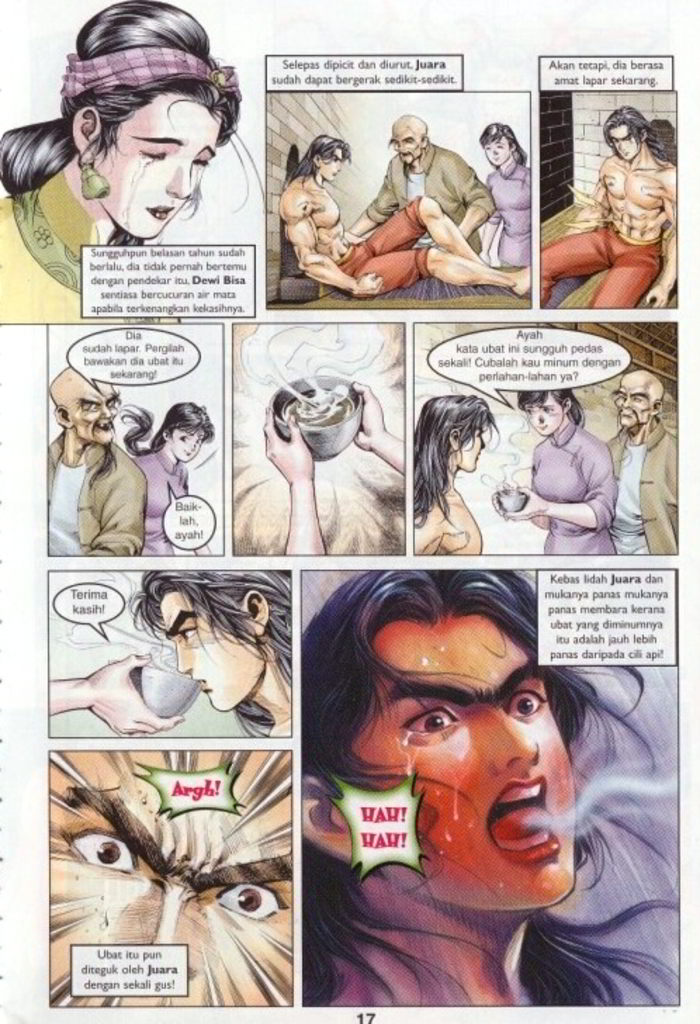 Sungguhpun belasan tahun sudah
berlalu, dia tidak pernah bertemu
dengan pendekar itu, Dewi Bisa
sentiasa bercucuran air mata
apabila terkenangkan kekasihnya.
Selepas dipicit dan diurut, Juara
sudah dapat bergerak sedikit-sedikit.
Akan tetapi, dia berasa
amat lapar sekarang.
Dia
sudah lapar. Pergilah
bawakan dia ubat itu
sekarang!
Baik-
lah,
ayah!
Ayah
kata ubat ini sungguh pedas
sekali! Cubalah kau minum dengan
perlahan-lahan ya?
Terima
kasih!
Argh!
Ubat itu pun
diteguk oleh Juara
dengan sekali gus!
Kebas lidah Juara dan
mukanya panas mukanya
panas membara kerana
ubat yang diminumnya
itu adalah jauh lebih
panas daripada cili api!
HAH!
HAH!
17